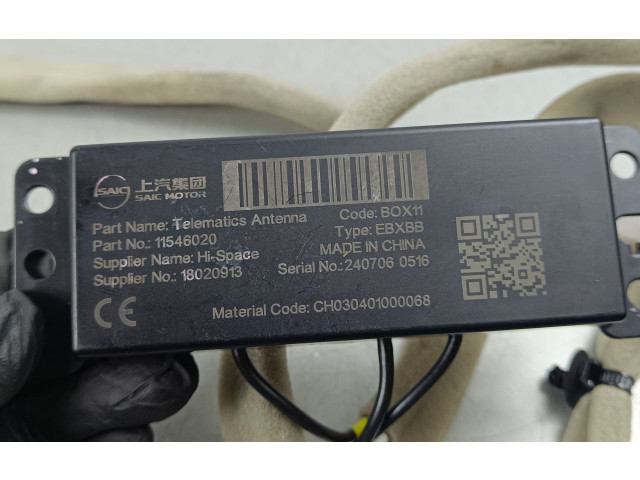 SAIC 上汽集团
SAIC MOTOR
Part Name: Telematics Antenna
Code: BOX11
Part No.: 11546020
Type: EBXBB
Supplier Name: Hi-Space
MADE IN CHINA
Supplier No.: 18020913
Serial No.: 240706 0516
CE
Material Code: CH030401000068